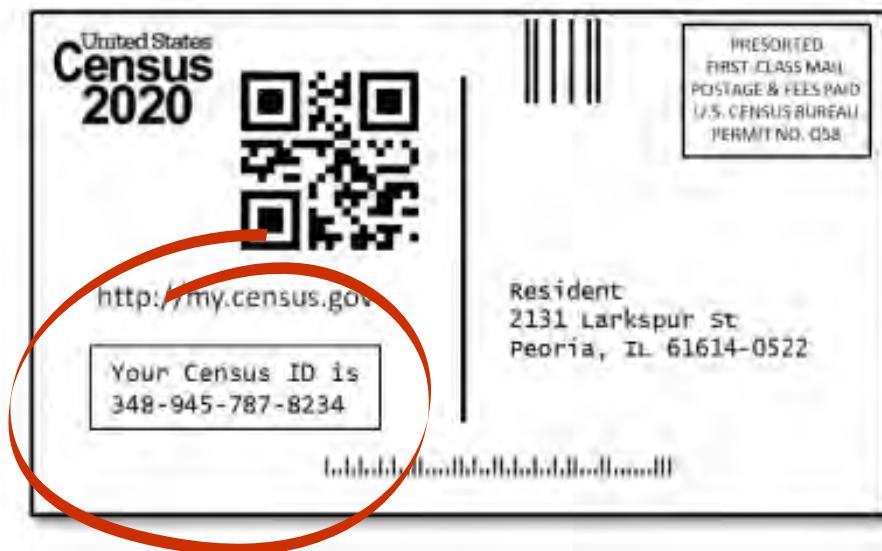 United States
Census
2020
http://my.census.gov
Your Census ID is
348-945-787-8234
PRESORTED
FIRST-CLASS MAIL
POSTAGE & FEES PAID
U.S. CENSUS BUREAU
PERMIT NO. G58
Resident
2131 Larkspur St
Peoria, IL 61614-0522